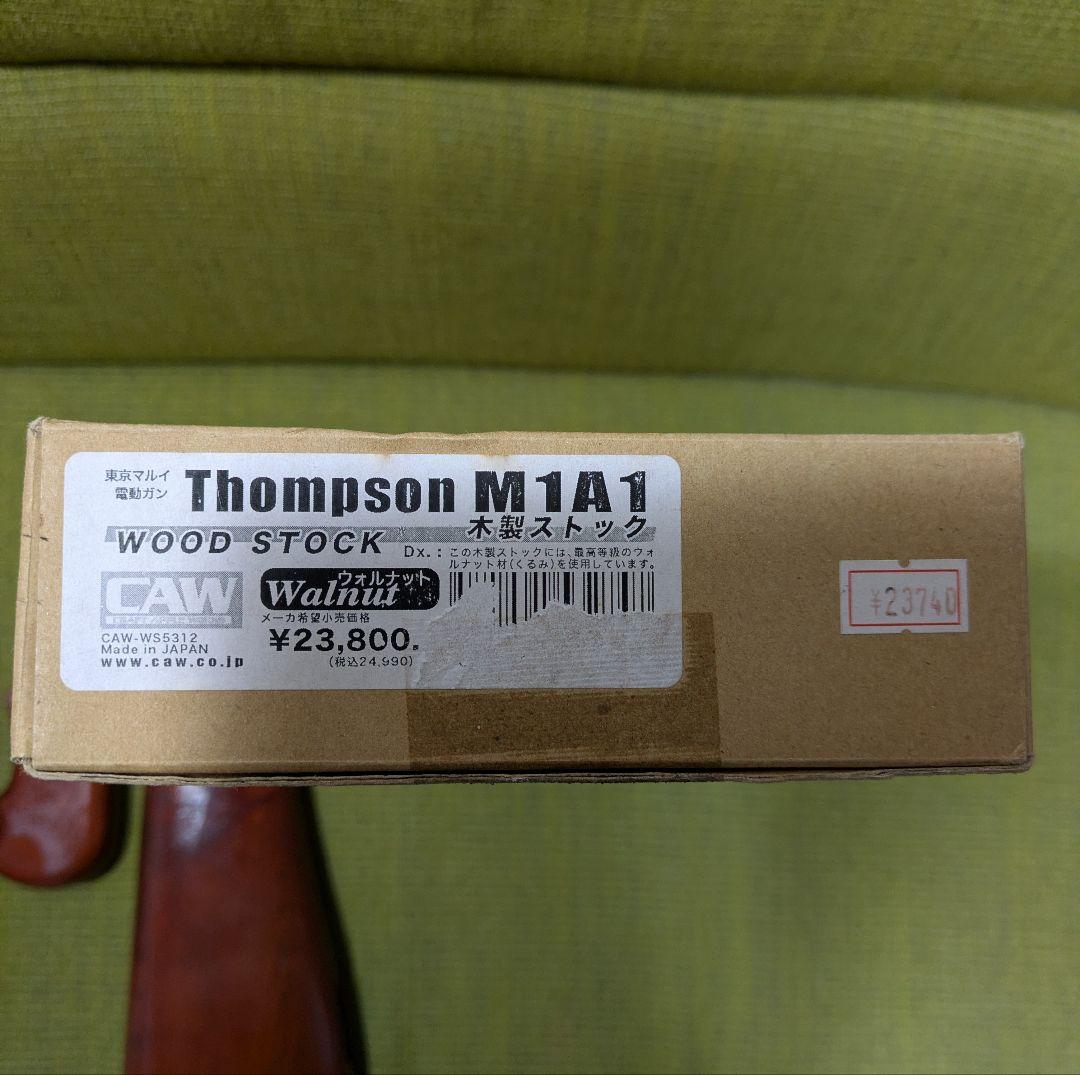 東京マルイ
電動ガン
Thompson M1A1
木製ストック
WOOD STOCK
Dx.: この木製ストックには、最高等級のウォ
ルナット材(くるみ)を使用しています。
CAW
ウォルナット
Walnut
メーカ希望小売価格
¥23,800.
(税込24,990)
CAW-WS5312
Made in JAPAN
www.caw.co.jp
¥23740